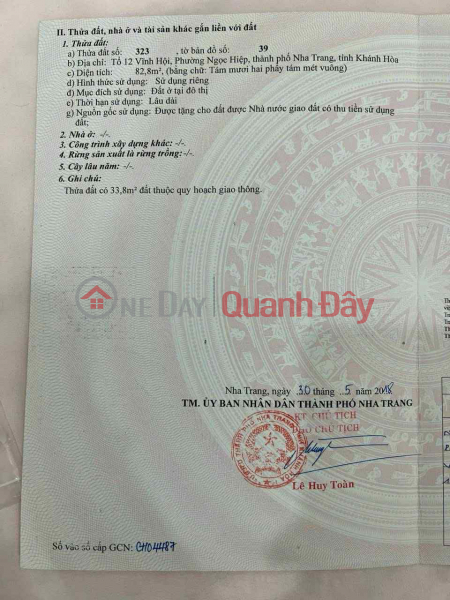 II. Thửa đất, nhà ở và tài sản khác gắn liền với đất
1. Thửa đất:
a) Thửa đất số: 323 , tờ bản đồ số: 39
b) Địa chỉ: Tổ 12 Vĩnh Hội, Phường Ngọc Hiệp, thành phố Nha Trang, tỉnh Khánh Hòa
c) Diện tích: 82,8m², (bằng chữ: Tám mươi hai phẩy tám mét vuông)
d) Hình thức sử dụng: Sử dụng riêng
đ) Mục đích sử dụng: Đất ở tại đô thị
e) Thời hạn sử dụng: Lâu dài
g) Nguồn gốc sử dụng: Được tặng cho đất được Nhà nước giao đất có thu tiền sử dụng
đất;
2. Nhà ở: -/-.
3. Công trình xây dựng khác: -/-.
4. Rừng sản xuất là rừng trồng: -/-.
5. Cây lâu năm: -/-.
6. Ghi chú:
Thửa đất có 33,8m² đất thuộc quy hoạch giao thông.
ONE DAY Quanh Đây
Nha Trang, ngày 30 tháng 5 năm 2018
TM. ỦY BAN NHÂN DÂN THÀNH PHỐ NHA TRANG
KT CHỦ TỊCH
PHÓ CHỦ TỊCH
Lê Huy Toàn
Số vào sổ cấp GCN: CH04487